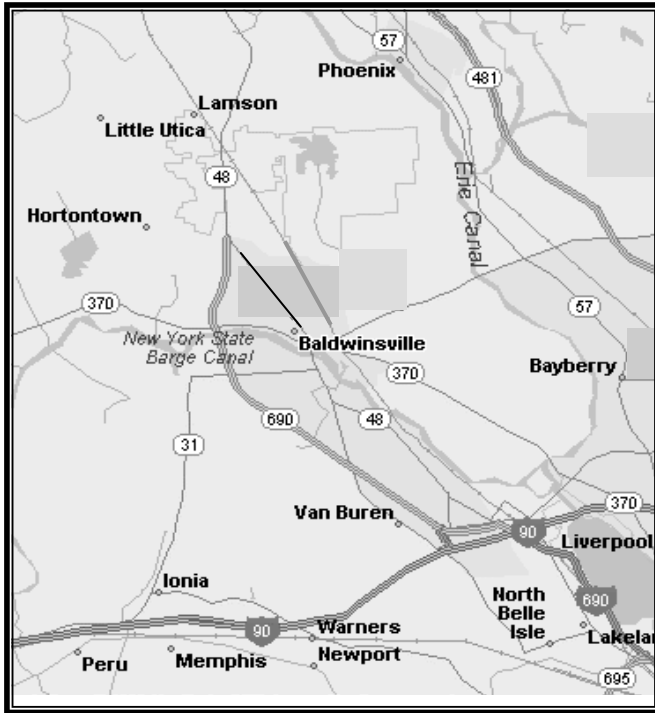 57
Phoenix
481
Lamson
Little Utica
48
Erie Canal
Hortontown
370
57
New York State
Barge Canal
Baldwinsville
Bayberry
370
690
48
31
370
Van Buren
90
Liverpool
Ionia
North
Belle
Isle
690
90
Warners
Lakelan
Peru
Memphis
Newport
695